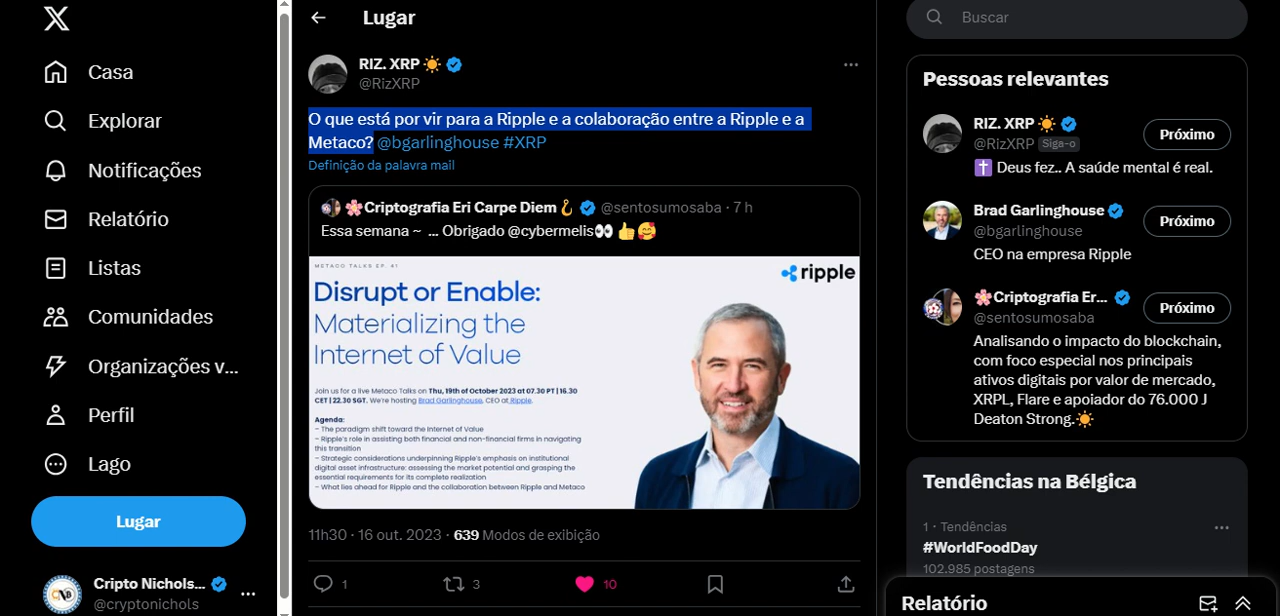 Casa
Explorar
Notificações
Relatório
Listas
Comunidades
Organizações v...
Perfil
Lago
Lugar
Cripto Nichols...
@cryptonichols
Lugar
RIZ. XRP
@RizXRP
O que está por vir para a Ripple e a colaboração entre a Ripple e a
Metaco? @bgarlinghouse #XRP
Definição da palavra mail
Criptografia Eri Carpe Diem @sentosumosaba · 7 h
Essa semana ~ ... Obrigado @cybermelis
METACO TALKS EP. 41
ripple
Disrupt or Enable:
Materializing the
Internet of Value
Join us for a live Metaco Talks on Thu, 19th of October 2023 at 07.30 PT | 16.30
CET | 22.30 SGT. We're hosting Brad Garlinghouse, CEO at Ripple.
Agenda:
– The paradigm shift toward the Internet of Value
– Ripple's role in assisting both financial and non-financial firms in navigating
this transition
– Strategic considerations underpinning Ripple's emphasis on institutional
digital asset infrastructure: assessing the market potential and grasping the
essential requirements for its complete realization
– What lies ahead for Ripple and the collaboration between Ripple and Metaco
11h30 · 16 out. 2023 · 639 Modos de exibição
1
3
10
Buscar
Pessoas relevantes
RIZ. XRP
@RizXRP Siga-o
Próximo
Deus fez.. A saúde mental é real.
Brad Garlinghouse
@bgarlinghouse
Próximo
CEO na empresa Ripple
Criptografia Er...
@sentosumosaba
Próximo
Analisando o impacto do blockchain,
com foco especial nos principais
ativos digitais por valor de mercado,
XRPL, Flare e apoiador do 76.000 J
Deaton Strong.
Tendências na Bélgica
1 · Tendências
#WorldFoodDay
102.985 postagens
Relatório